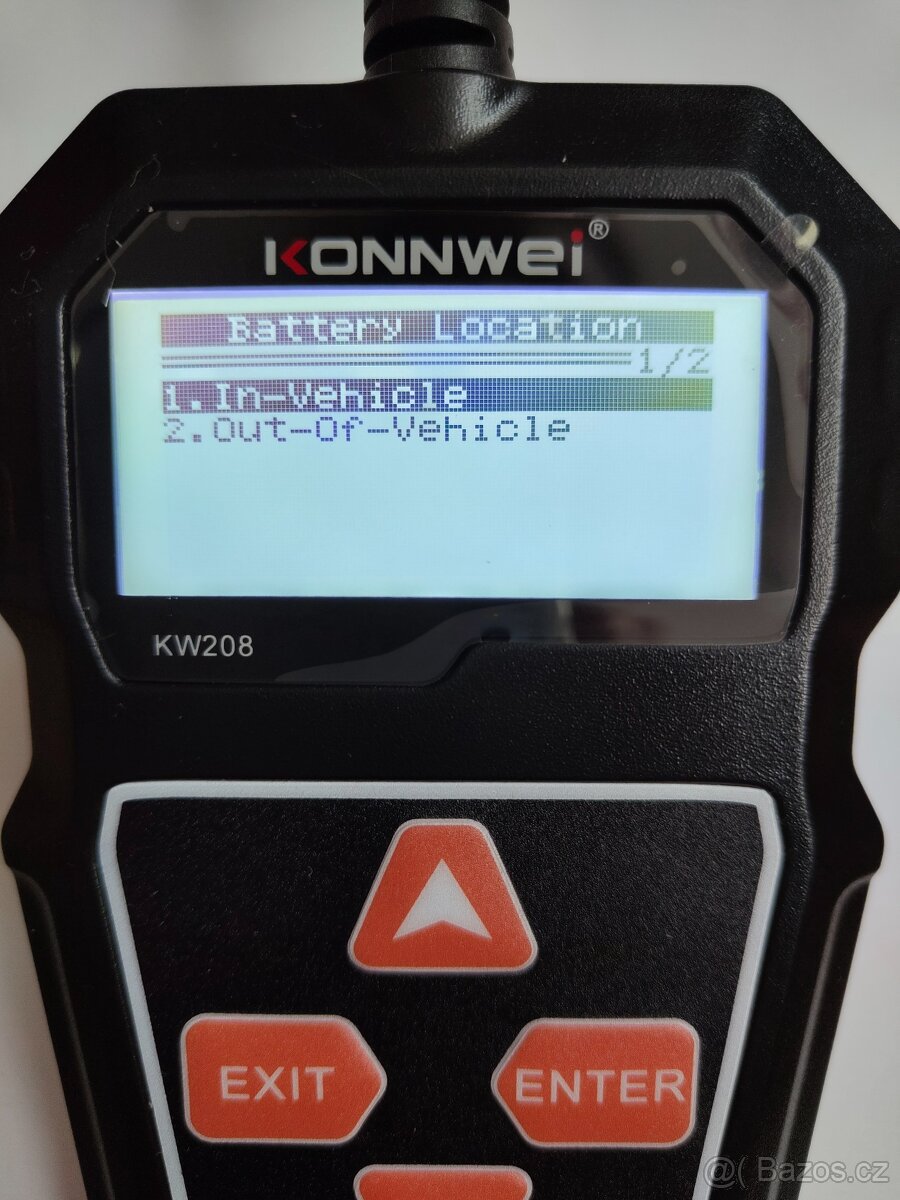 KONNWEI®
Battery Location
1/2
1.In-Vehicle
2.Out-Of-Vehicle
KW208
EXIT
ENTER
@( Bazos.cz